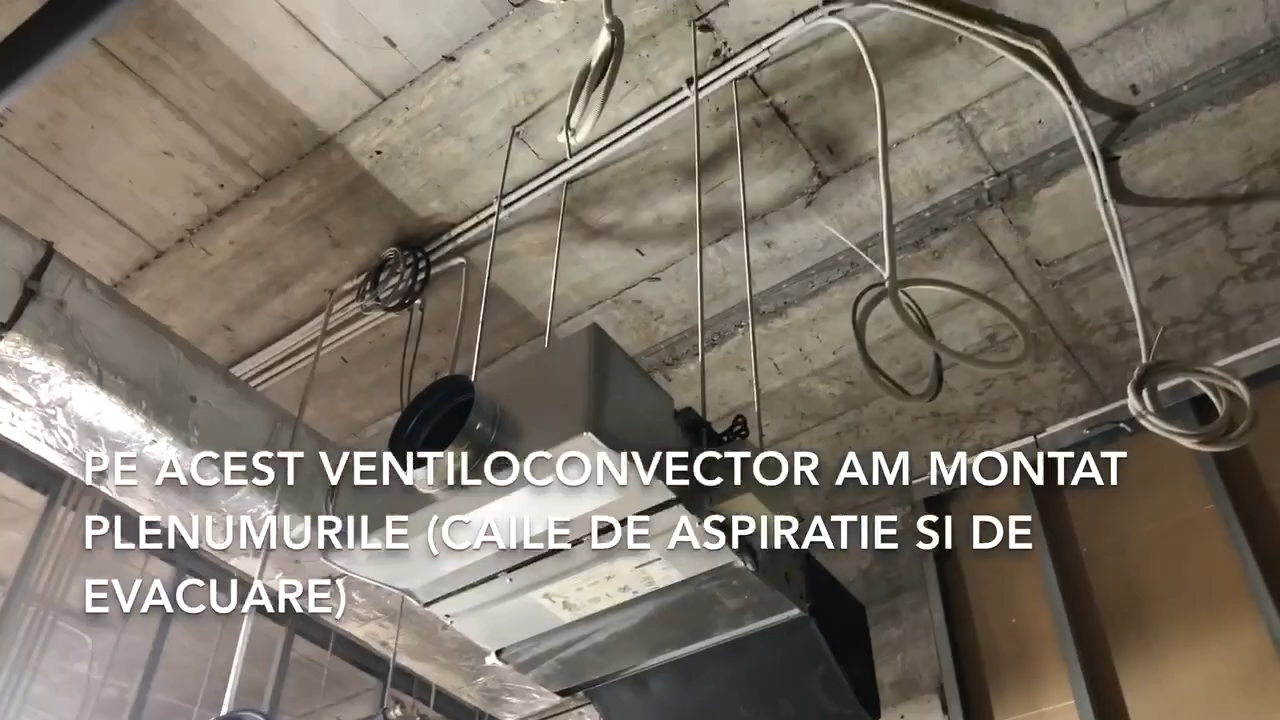 PE ACEST VENTILOCONVECTOR AM MONTAT
PLENUMURILE (CAILE DE ASPIRATIE SI DE
EVACUARE)